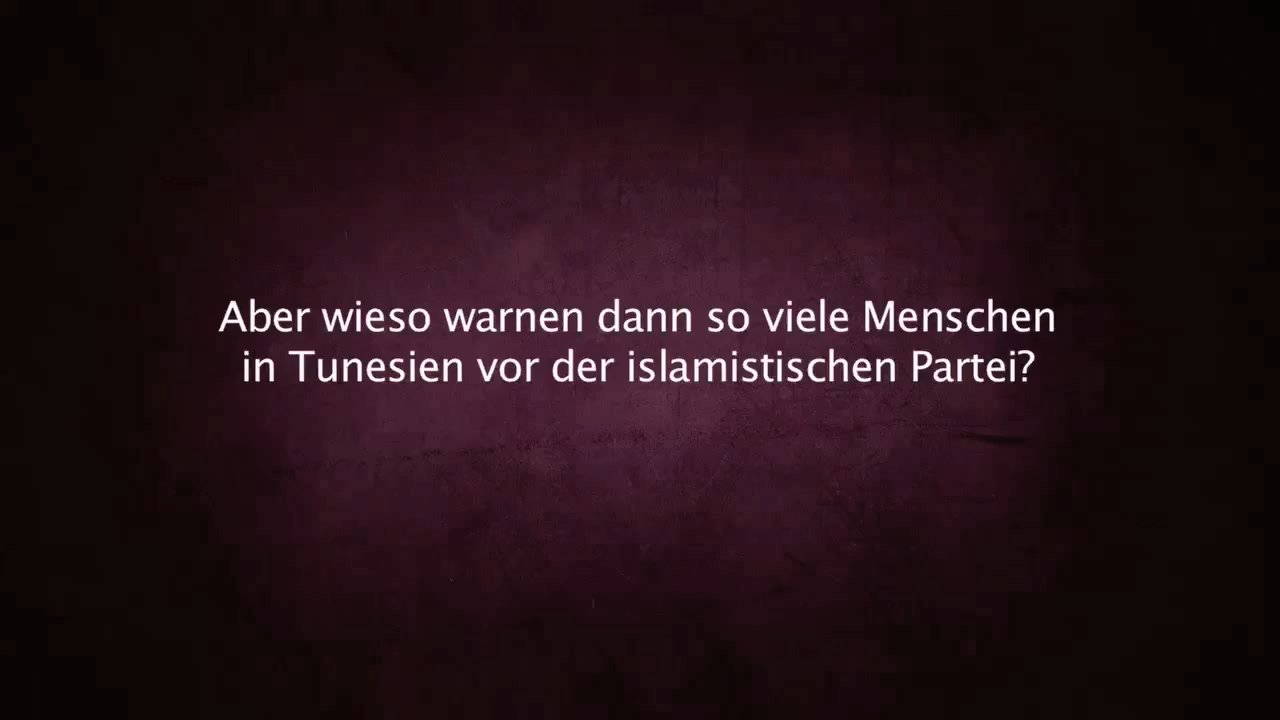 Aber wieso warnen dann so viele Menschen
in Tunesien vor der islamistischen Partei?